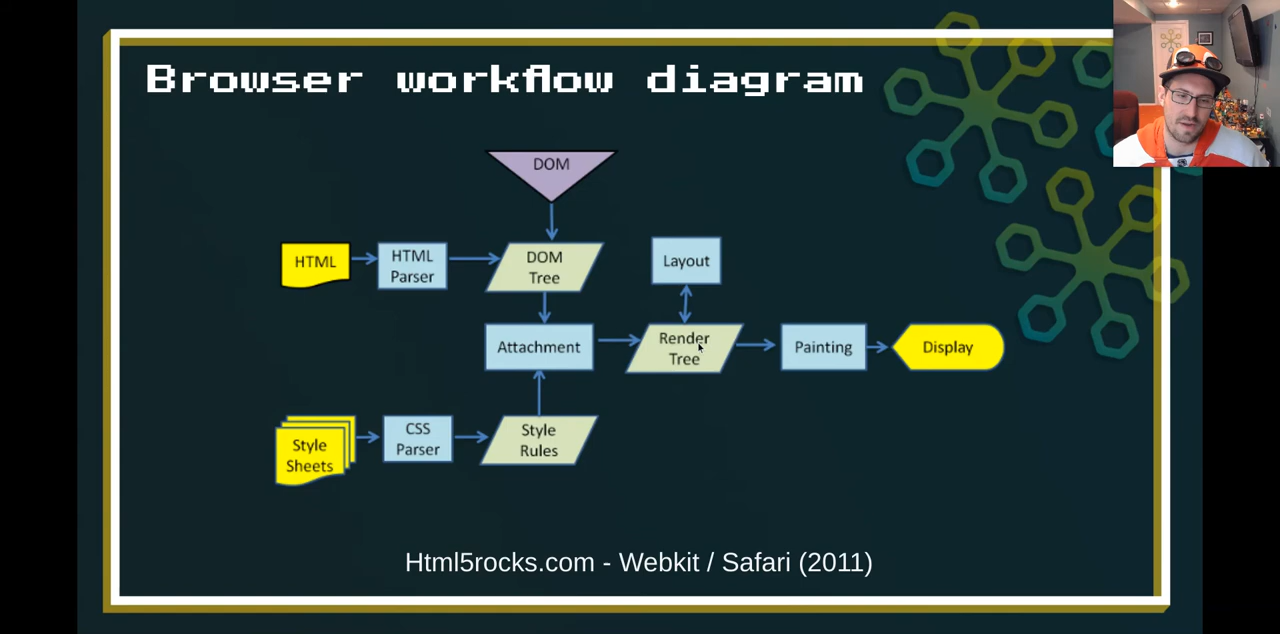 Browser workflow diagram
DOM
HTML
HTML
Parser
DOM
Tree
Layout
Attachment
Render
Tree
Painting
Display
Style
Sheets
CSS
Parser
Style
Rules
Html5rocks.com - Webkit / Safari (2011)